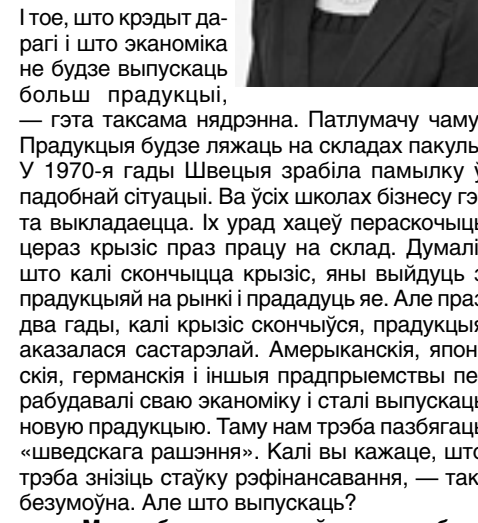 І тое, што крэдыт да-
рагі і што эканоміка
не будзе выпускаць
больш прадукцыі,
— гэта таксама нядрэнна. Патлумачу чаму.
Прадукцыя будзе ляжаць на складах пакуль.
У 1970-я гады Швецыя зрабіла памылку ў
падобнай сітуацыі. Ва ўсіх школах бізнесу гэ-
та выкладаецца. Іх урад хацеў пераскочыць
цераз крызіс праз працу на склад. Думалі,
што калі скончыцца крызіс, яны выйдуць з
прадукцыяй на рынкі і прададуць яе. Але праз
два гады, калі крызіс скончыўся, прадукцыя
аказалася састарэлай. Амерыканскія, япон-
скія, германскія і іншыя прадпрыемствы пе-
рабудавалі сваю эканоміку і сталі выпускаць
новую прадукцыю. Таму нам трэба пазбягаць
«шведскага рашэння». Калі вы кажаце, што
трэба знізіць стаўку рэфінансавання, — так,
безумоўна. Але што выпускаць?